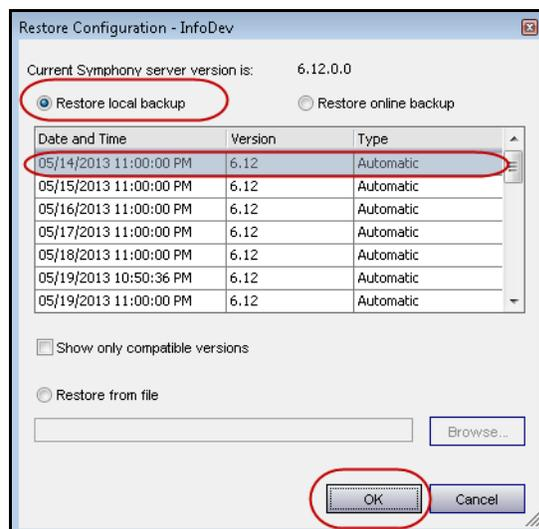 Restore Configuration - InfoDev
Current Symphony server version is: 6.12.0.0
Restore local backup Restore online backup
Date and Time Version Type
05/14/2013 11:00:00 PM 6.12 Automatic
05/15/2013 11:00:00 PM 6.12 Automatic
05/16/2013 11:00:00 PM 6.12 Automatic
05/17/2013 11:00:00 PM 6.12 Automatic
05/18/2013 11:00:00 PM 6.12 Automatic
05/19/2013 10:50:36 PM 6.12 Automatic
05/19/2013 11:00:00 PM 6.12 Automatic
Show only compatible versions
Restore from file
Browse...
OK Cancel